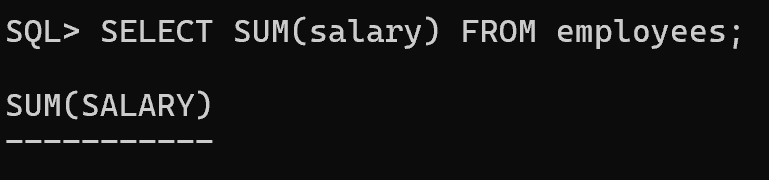 SQL> SELECT SUM(salary) FROM employees;
SUM(SALARY)
-----------